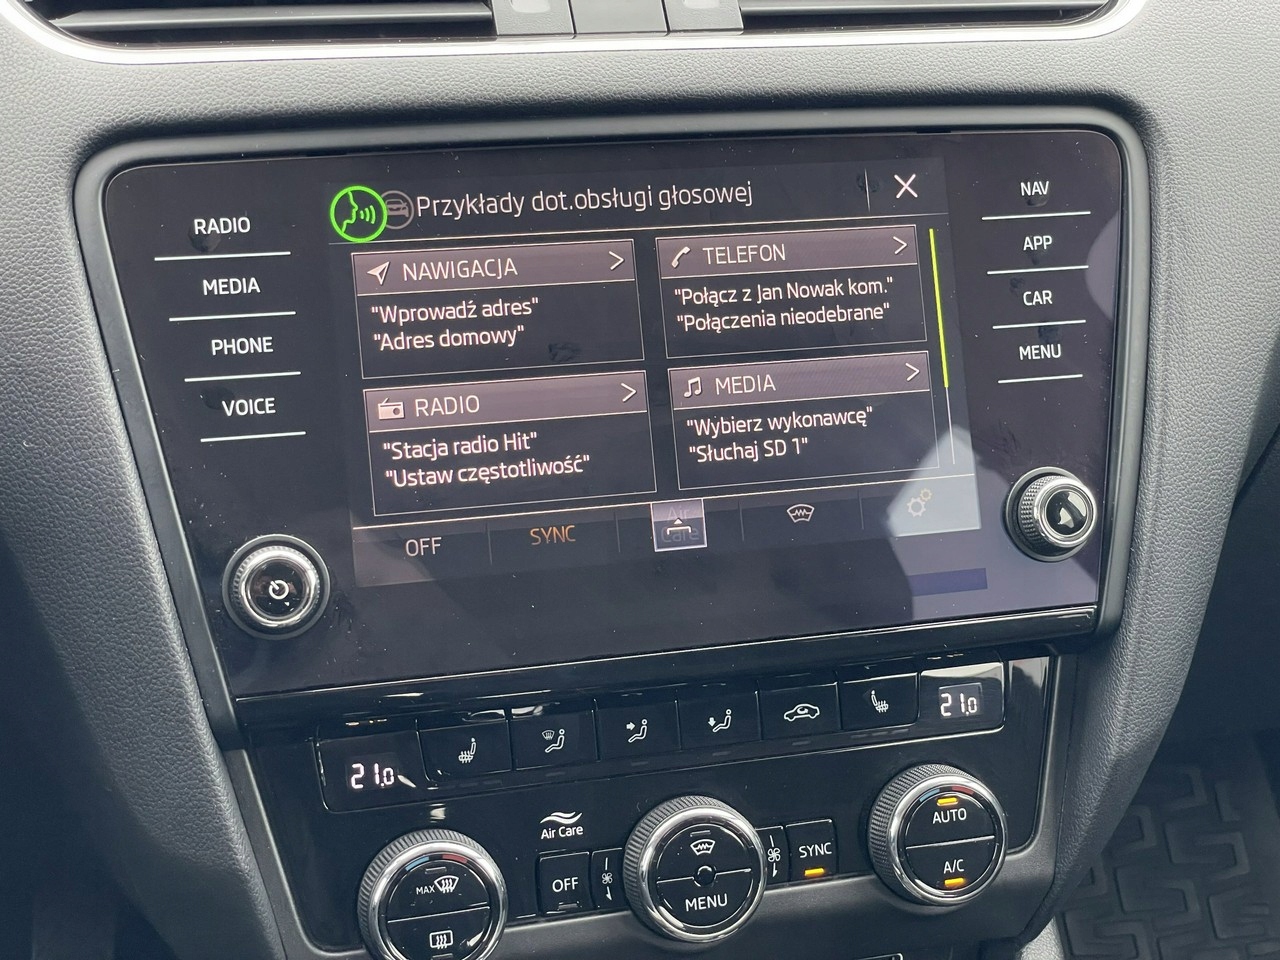 Przykłady dot.obsługi głosowej
RADIO
MEDIA
PHONE
VOICE
NAWIGACJA
"Wprowadź adres"
"Adres domowy"
TELEFON
"Połącz z Jan Nowak kom."
"Połączenia nieodebrane"
RADIO
"Stacja radio Hit"
"Ustaw częstotliwość"
MEDIA
"Wybierz wykonawcę"
"Słuchaj SD 1"
NAV
APP
CAR
MENU
OFF
SYNC
Air
Care
21.0
21.0
Air Care
MAX
OFF
MENU
SYNC
AUTO
A/C